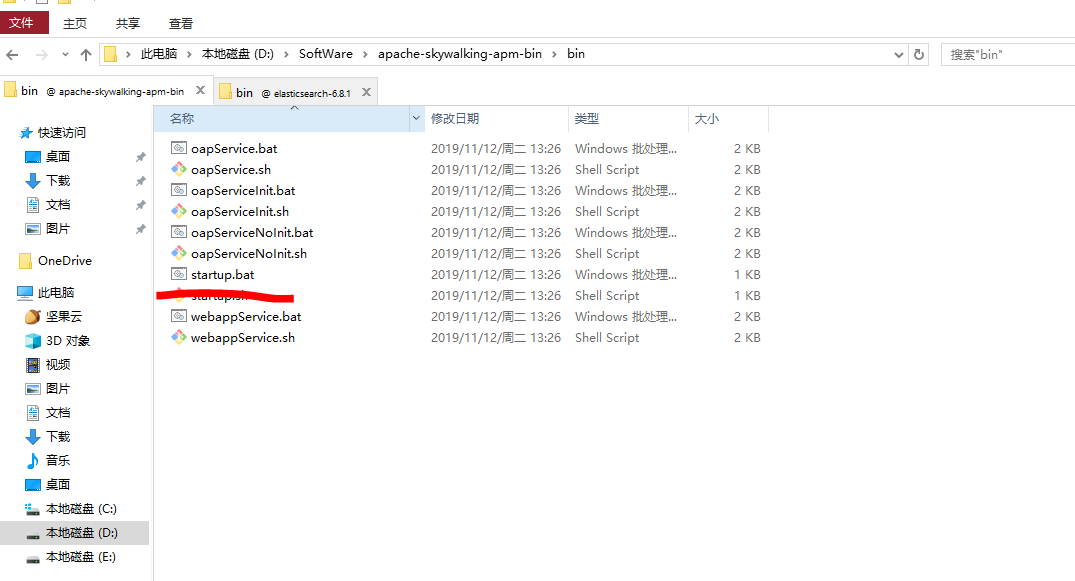 文件 主页 共享 查看
此电脑 本地磁盘 (D:) SoftWare apache-skywalking-apm-bin bin 搜索"bin"
bin @ apache-skywalking-apm-bin bin @ elasticsearch-6.8.1
名称 修改日期 类型 大小
快速访问
桌面
下载
文档
图片
OneDrive
此电脑
坚果云
3D 对象
视频
图片
文档
下载
音乐
桌面
本地磁盘 (C:)
本地磁盘 (D:)
本地磁盘 (E:)
oapService.bat 2019/11/12/周二 13:26 Windows 批处理... 2 KB
oapService.sh 2019/11/12/周二 13:26 Shell Script 2 KB
oapServiceInit.bat 2019/11/12/周二 13:26 Windows 批处理... 2 KB
oapServiceInit.sh 2019/11/12/周二 13:26 Shell Script 2 KB
oapServiceNoInit.bat 2019/11/12/周二 13:26 Windows 批处理... 2 KB
oapServiceNoInit.sh 2019/11/12/周二 13:26 Shell Script 2 KB
startup.bat 2019/11/12/周二 13:26 Windows 批处理... 1 KB
2019/11/12/周二 13:26 Shell Script 1 KB
webappService.bat 2019/11/12/周二 13:26 Windows 批处理... 2 KB
webappService.sh 2019/11/12/周二 13:26 Shell Script 2 KB